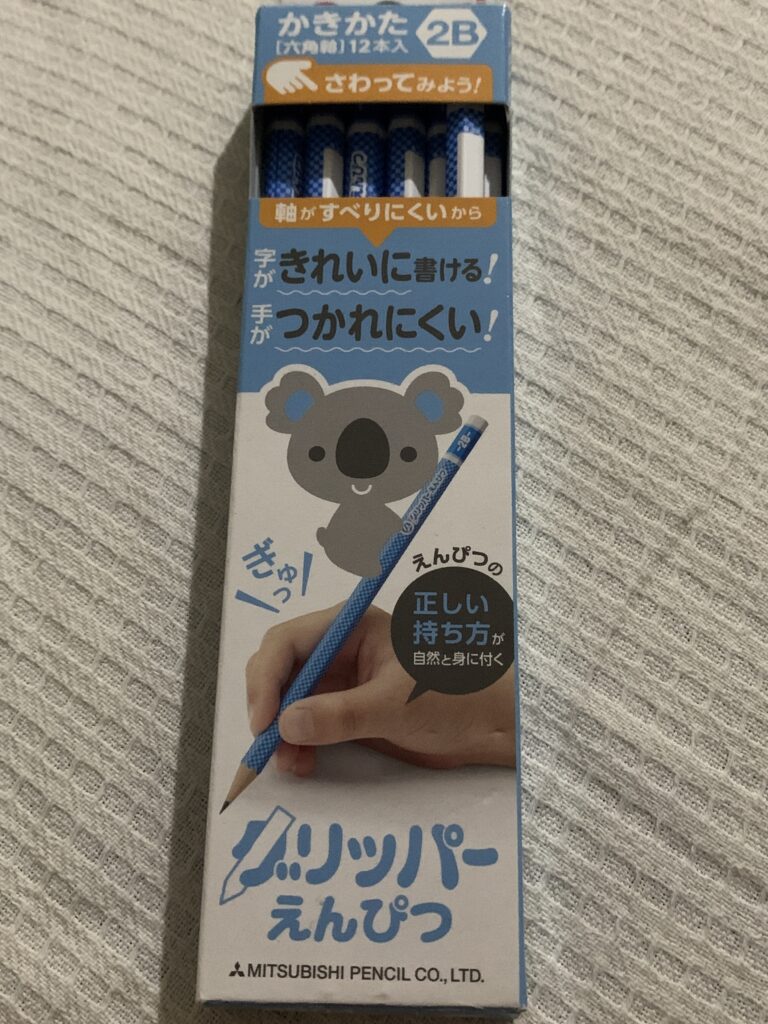 かきかた
[六角軸]12本入
2B
さわってみよう!
軸がすべりにくいから
字がきれいに書ける!
手がつかれにくい!
-2B-
ぎゅっ
えんぴつの
正しい
持ち方が
自然と身に付く
グリッパー
えんぴつ
MITSUBISHI PENCIL CO., LTD.